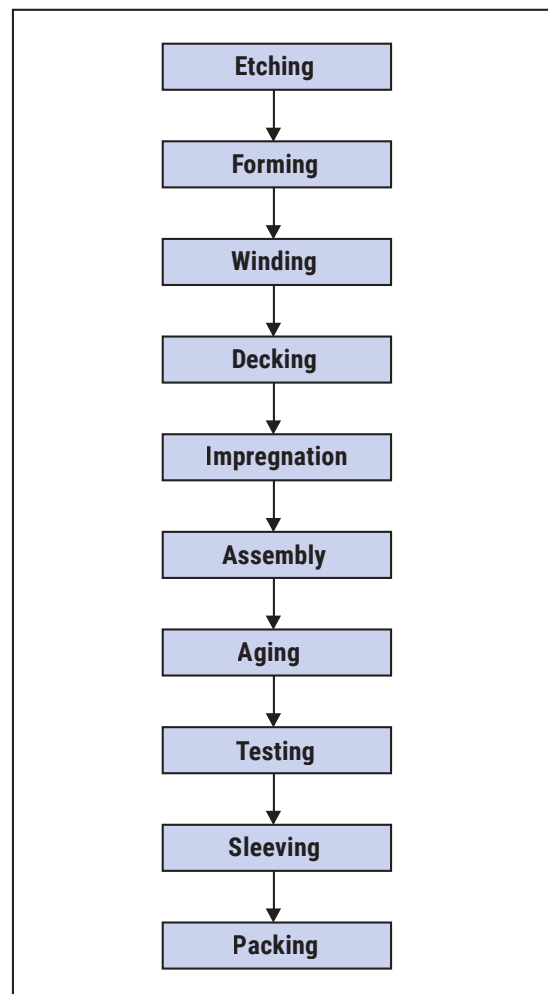 Etching
Forming
Winding
Decking
Impregnation
Assembly
Aging
Testing
Sleeving
Packing